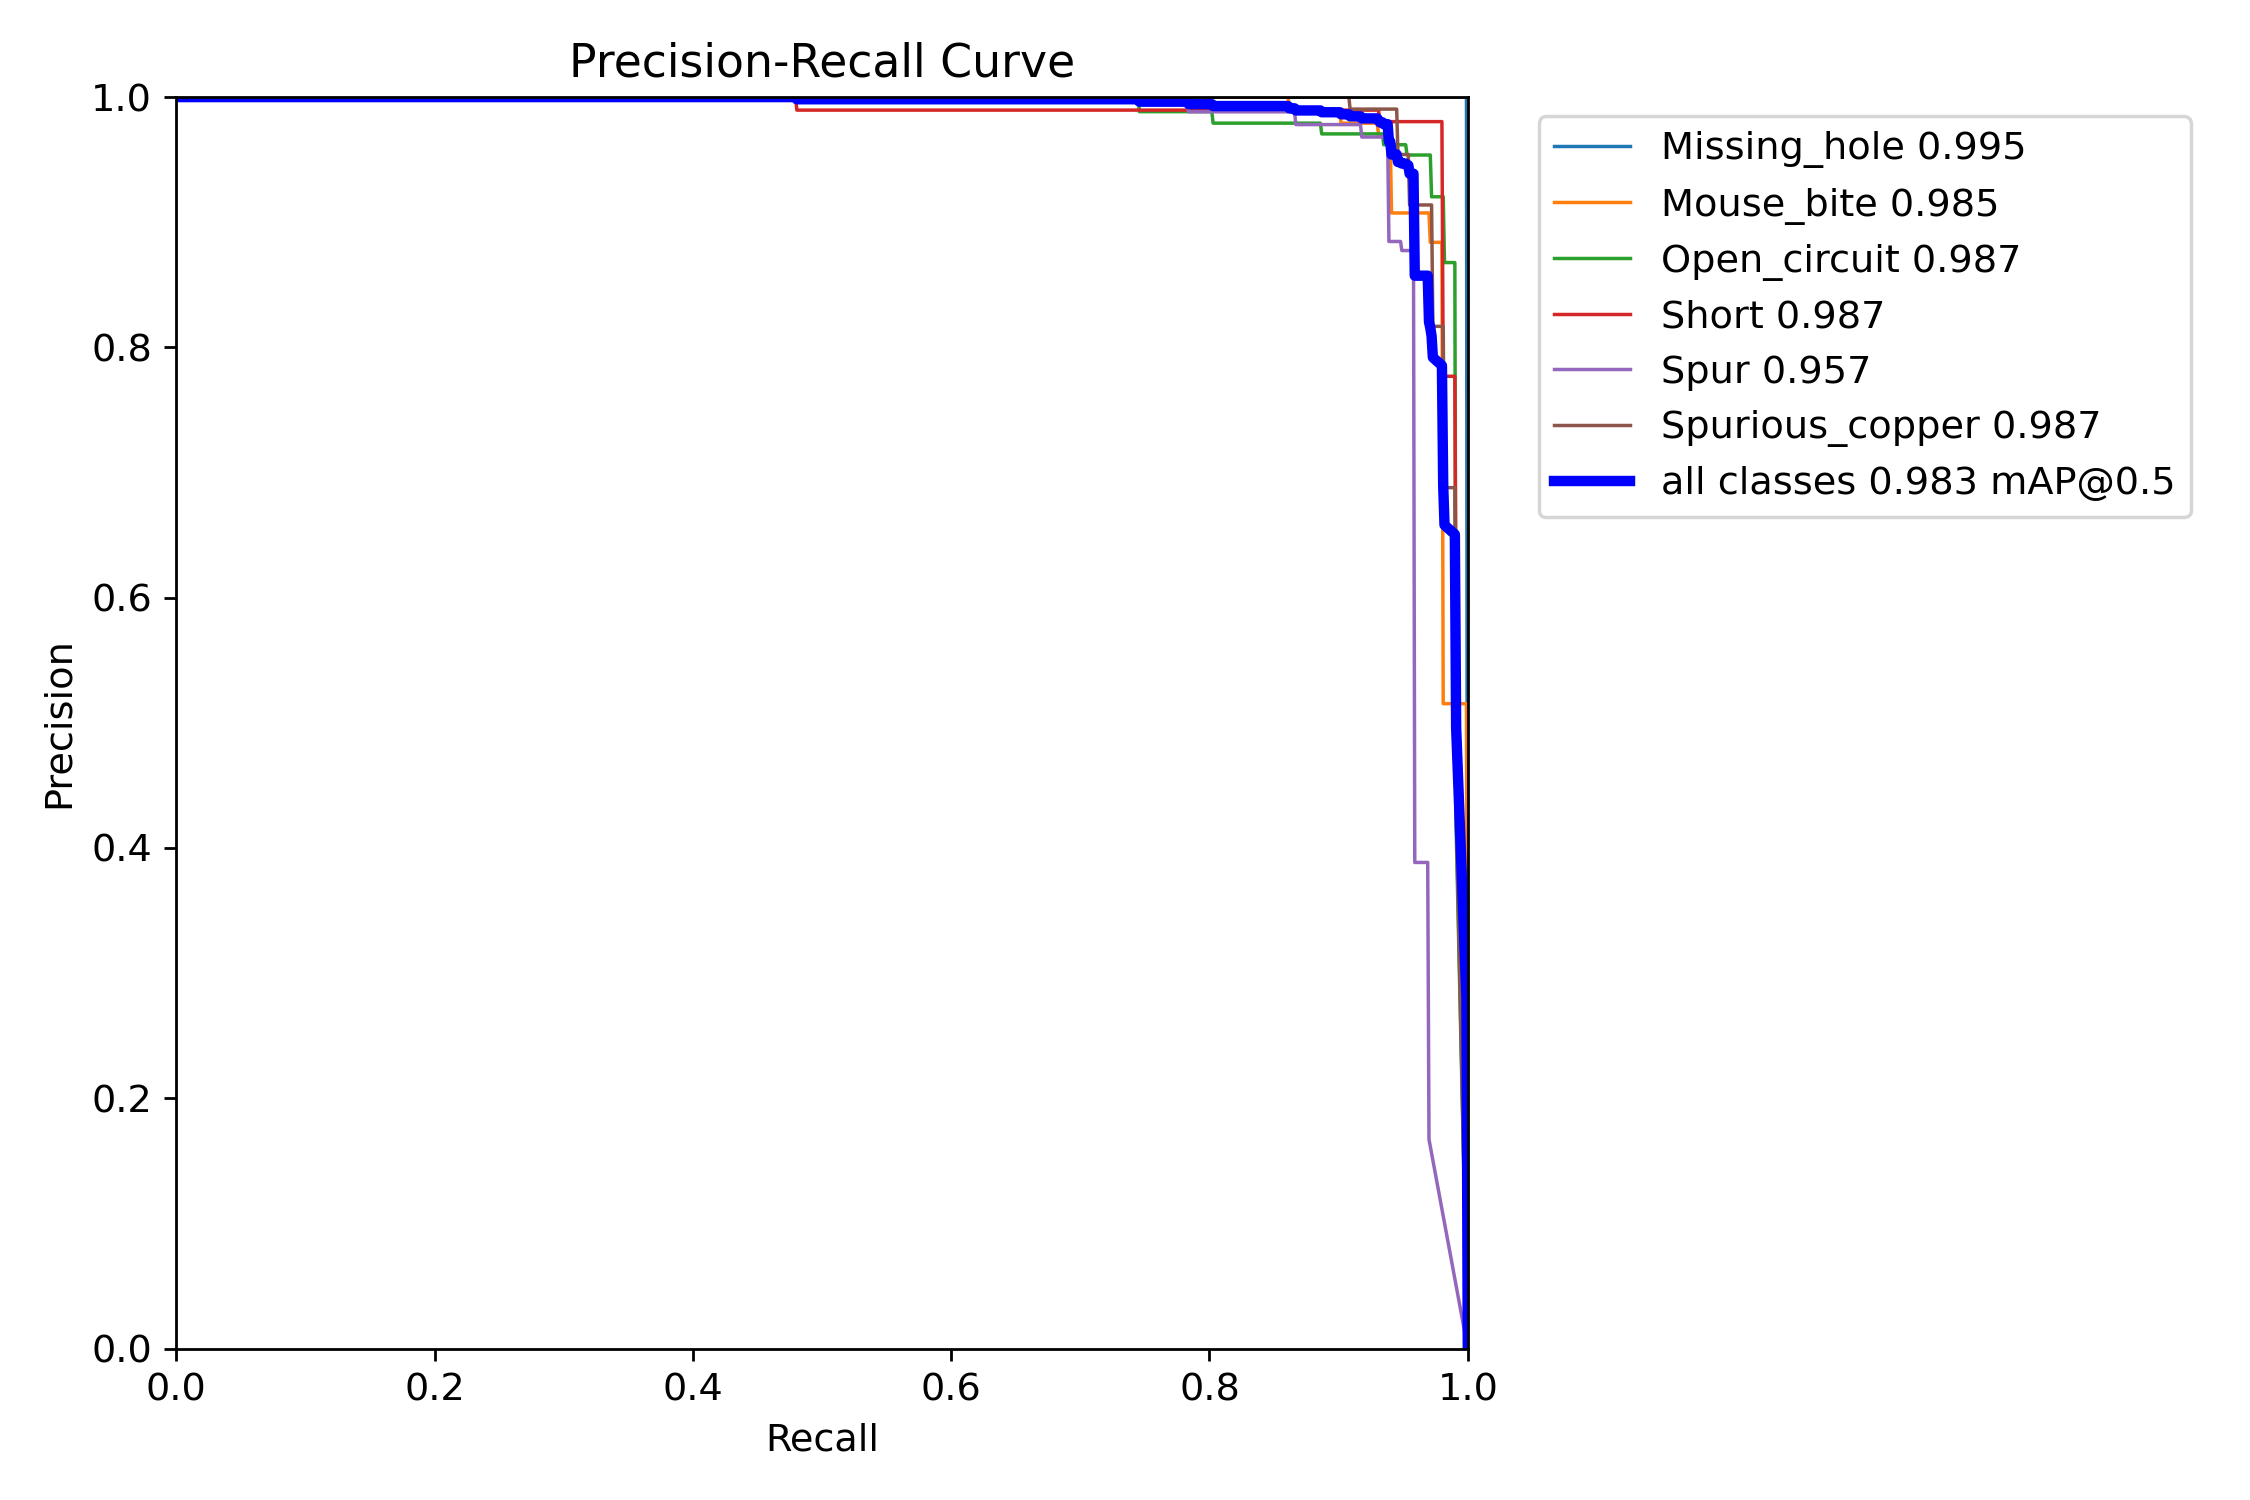 Precision-Recall Curve
1.0
0.8
0.6
0.4
0.2
0.0
Precision
0.0 0.2 0.4 0.6 0.8 1.0
Recall
Missing_hole 0.995
Mouse_bite 0.985
Open_circuit 0.987
Short 0.987
Spur 0.957
Spurious_copper 0.987
all classes 0.983 mAP@0.5